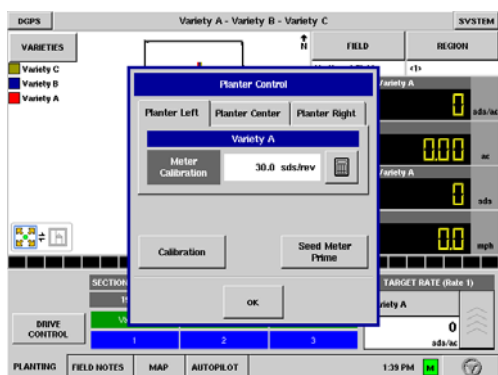 DGPS
Variety A - Variety B - Variety C
SYSTEM
VARIETIES
N
FIELD
REGION
Variety C
Variety B
Variety A
<1>
Planter Control
Planter Left
Planter Center
Planter Right
Variety A
Meter Calibration
30.0 sds/rev
Calibration
Seed Meter Prime
OK
Variety A
0
sds/ac
0.00
ac
Variety A
0
sds
0.0
mph
SECTION
TARGET RATE (Rate 1)
Variety A
0
sds/ac
DRIVE CONTROL
1
2
3
PLANTING
FIELD NOTES
MAP
AUTOPILOT
1:39 PM
M